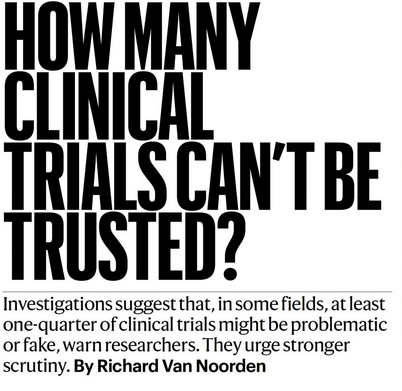 HOW MANY
CLINICAL
TRIALS CAN'T BE
TRUSTED?
Investigations suggest that, in some fields, at least
one-quarter of clinical trials might be problematic
or fake, warn researchers. They urge stronger
scrutiny. By Richard Van Noorden